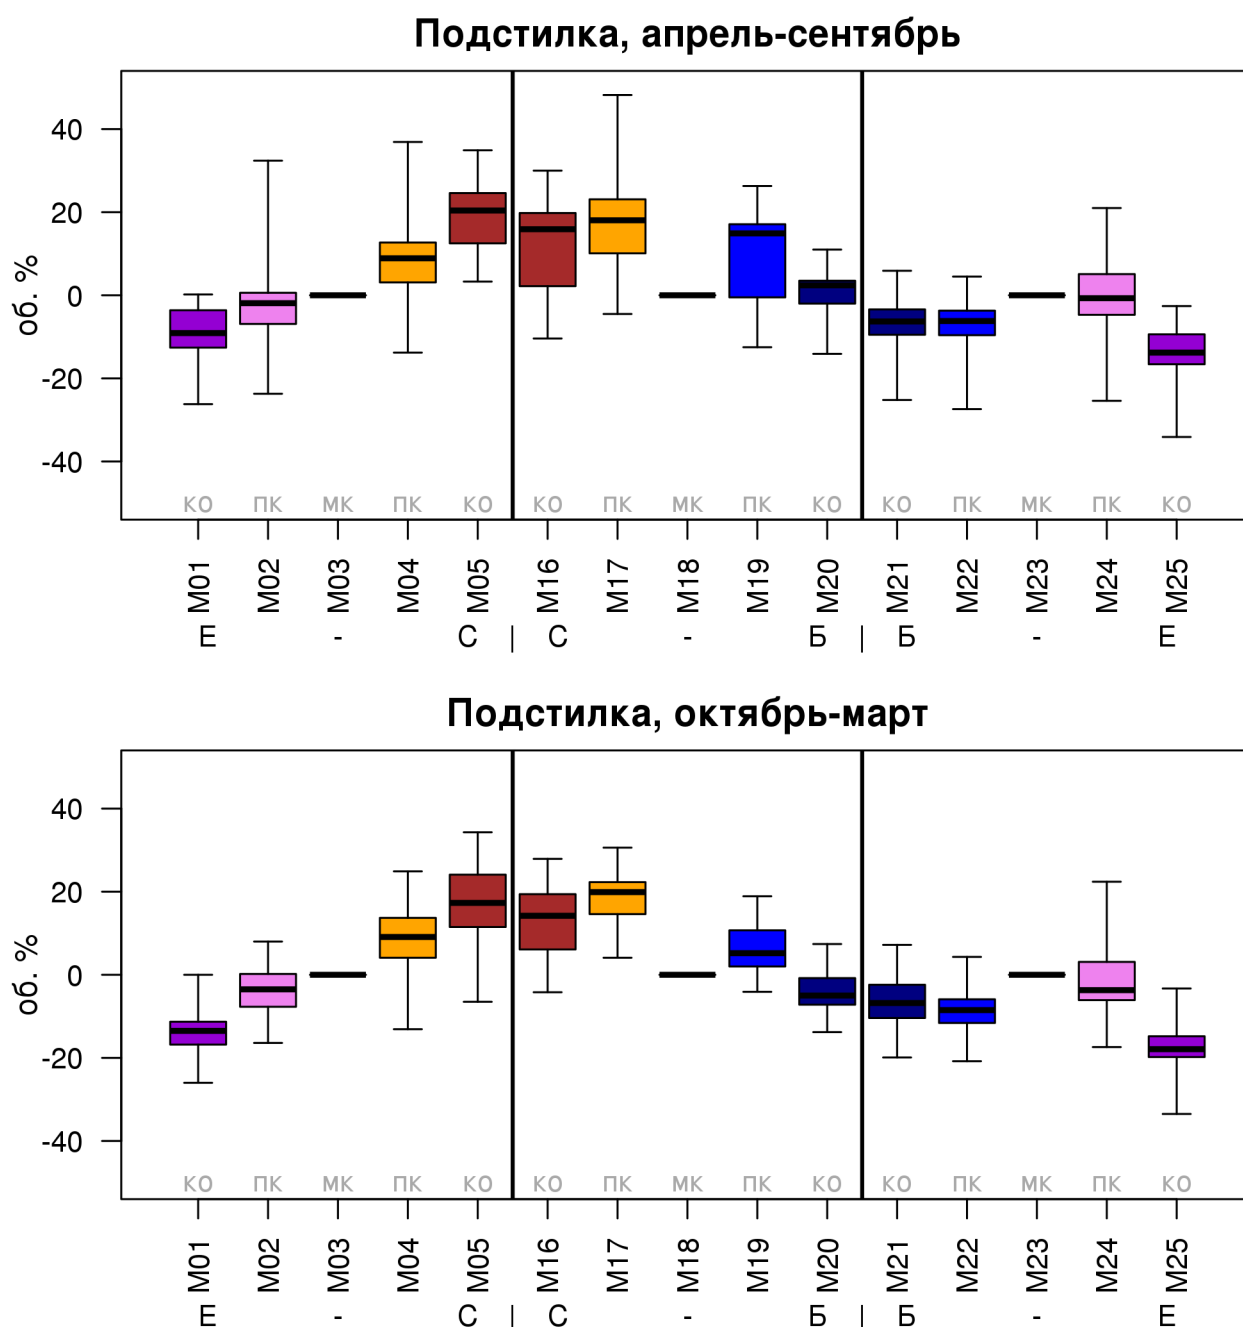 Подстилка, апрель-сентябрь
об. %
40
20
0
-20
-40
ко пк мк пк ко ко пк мк пк ко ко пк мк пк ко
M01 M02 M03 M04 M05 M16 M17 M18 M19 M20 M21 M22 M23 M24 M25
Е - С | С - Б | Б - Е
Подстилка, октябрь-март
об. %
40
20
0
-20
-40
ко пк мк пк ко ко пк мк пк ко ко пк мк пк ко
M01 M02 M03 M04 M05 M16 M17 M18 M19 M20 M21 M22 M23 M24 M25
Е - С | С - Б | Б - Е